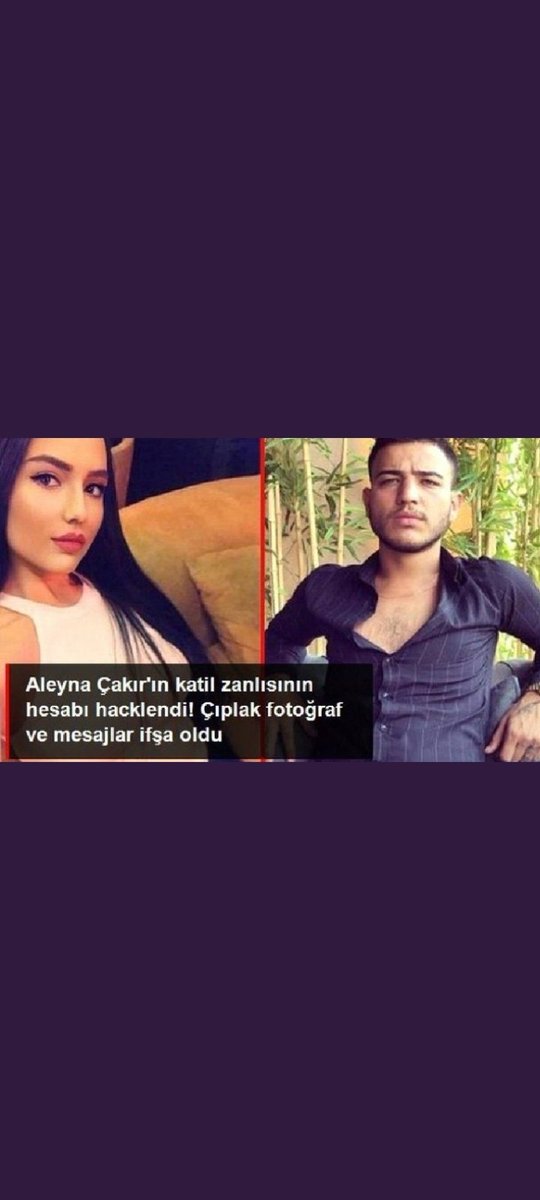 Aleyna Çakır'ın katil zanlısının
hesabı hacklendi! Çıplak fotoğraf
ve mesajlar ifşa oldu